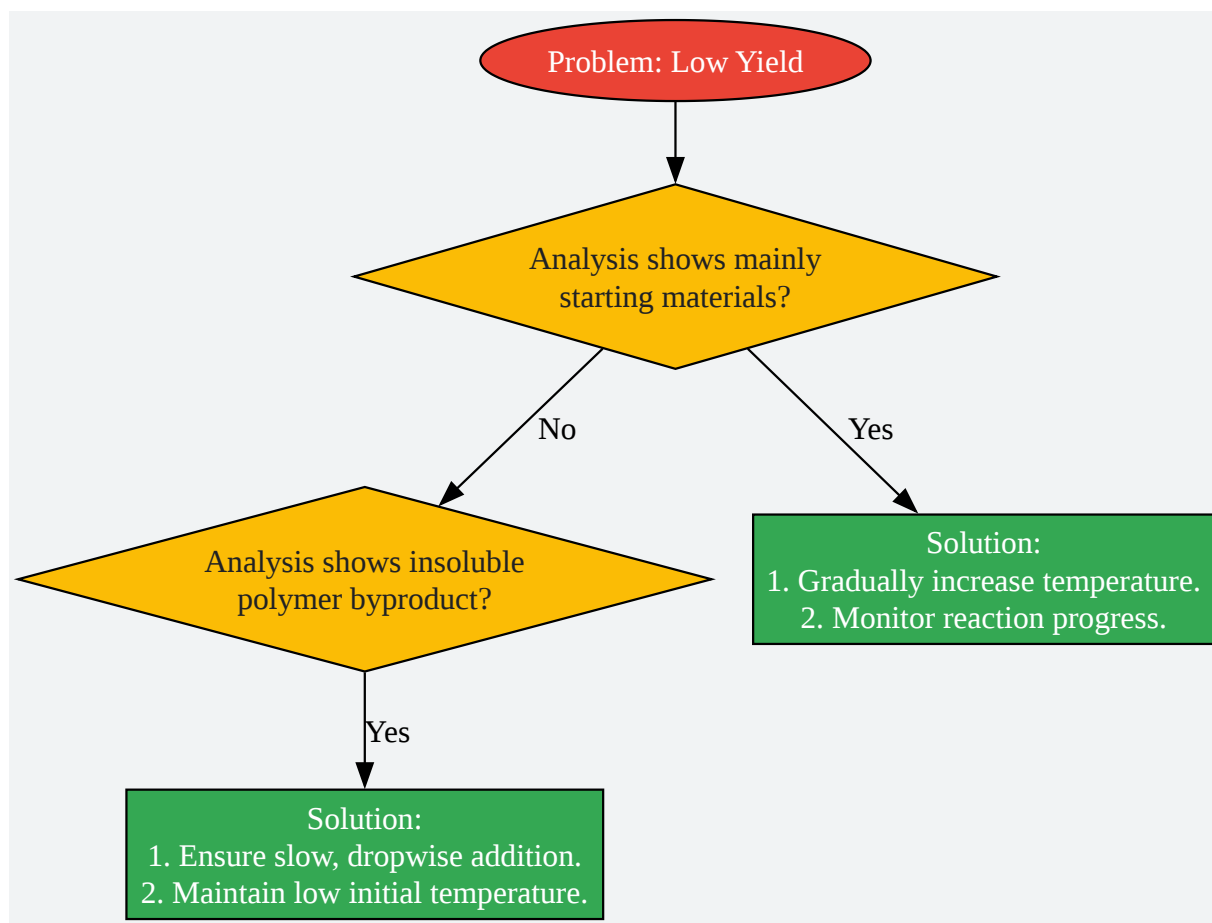 Problem: Low Yield
Analysis shows mainly
starting materials?
No
Yes
Analysis shows insoluble
polymer byproduct?
Solution:
1. Gradually increase temperature.
2. Monitor reaction progress.
Yes
Solution:
1. Ensure slow, dropwise addition.
2. Maintain low initial temperature.